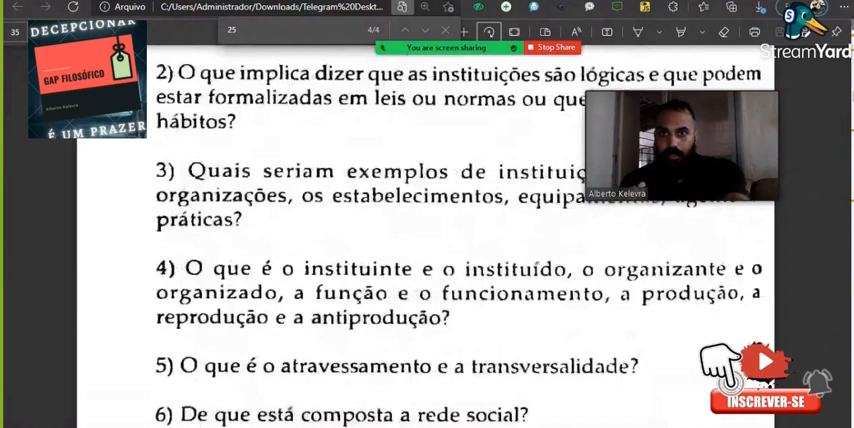 Arquivo
C:/Users/Administrador/Downloads/Telegram%20Deskt...
35
25
4/4
You are screen sharing
Stop Share
StreamYard
DECEPCIONAR
GAP FILOSÓFICO
Alberto Kelevra
É UM PRAZER
2) O que implica dizer que as instituições são lógicas e que podem
estar formalizadas em leis ou normas ou que
hábitos?
Alberto Kelevra
3) Quais seriam exemplos de
organizações, os estabelecimentos,
práticas?
4) O que é o instituinte e o instituído, o organizante e o
organizado, a função e o funcionamento, a produção, a
reprodução e a antiprodução?
5) O que é o atravessamento e a transversalidade?
INSCREVER-SE
6) De que está composta a rede social?